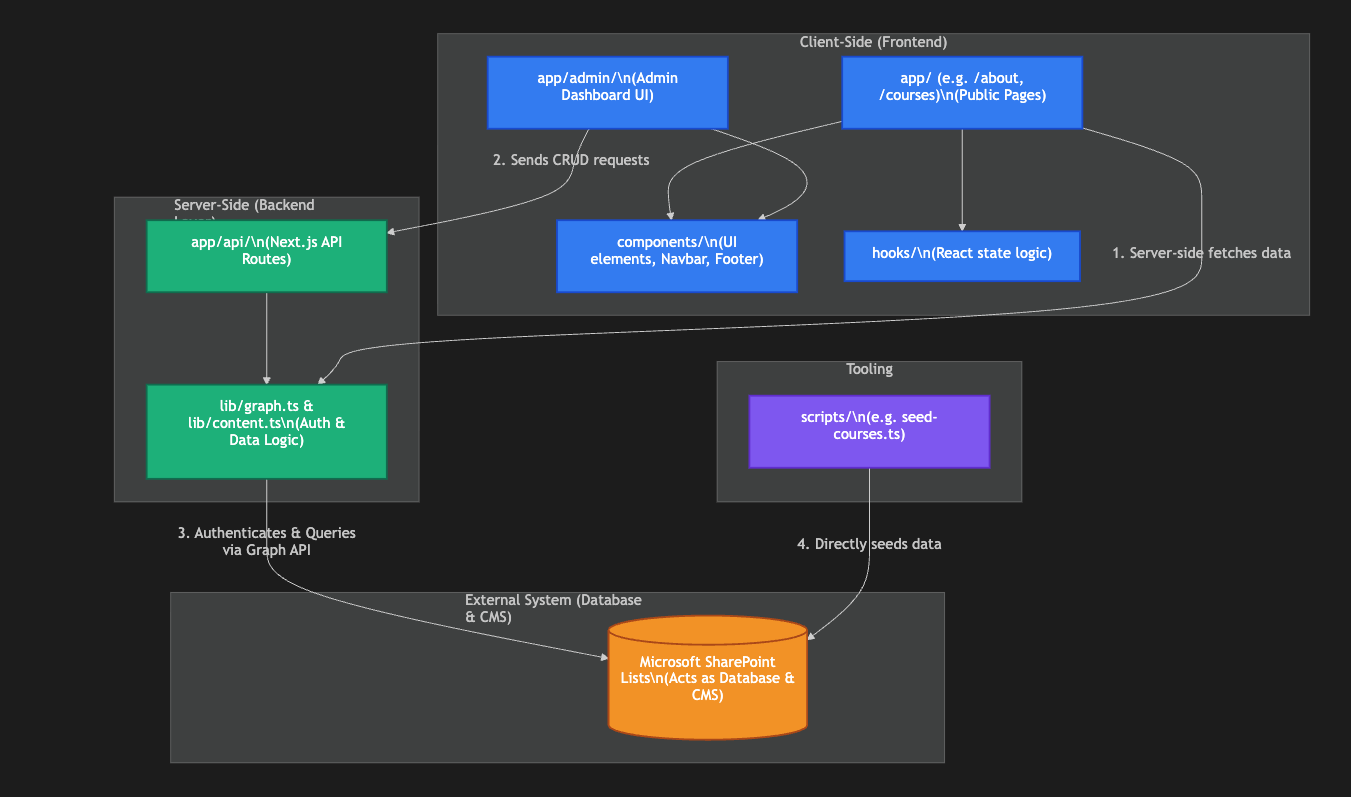 Client-Side (Frontend)
app/admin/\n(Admin
Dashboard UI)
app/ (e.g. /about,
/courses)\n(Public Pages)
2. Sends CRUD requests
Server-Side (Backend
app/api/\n(Next.js API
Routes)
components/\n(UI
elements, Navbar, Footer)
hooks/\n(React state logic)
1. Server-side fetches data
lib/graph.ts &
lib/content.ts\n(Auth &
Data Logic)
Tooling
scripts/\n(e.g. seed-
courses.ts)
3. Authenticates & Queries
via Graph API
4. Directly seeds data
External System (Database
& CMS)
Microsoft SharePoint
Lists\n(Acts as Database &
CMS)